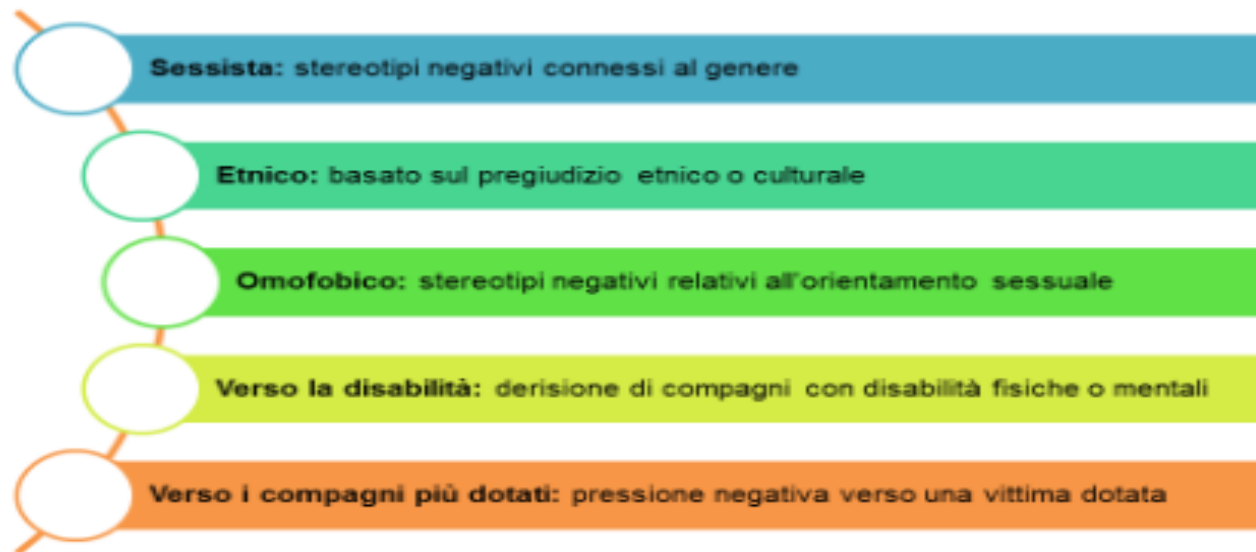 Sessista: stereotipi negativi connessi al genere
Etnico: basato sul pregiudizio etnico o culturale
Omofobico: stereotipi negativi relativi all'orientamento sessuale
Verso la disabilità: derisione di compagni con disabilità fisiche o mentali
Verso i compagni più dotati: pressione negativa verso una vittima dotata